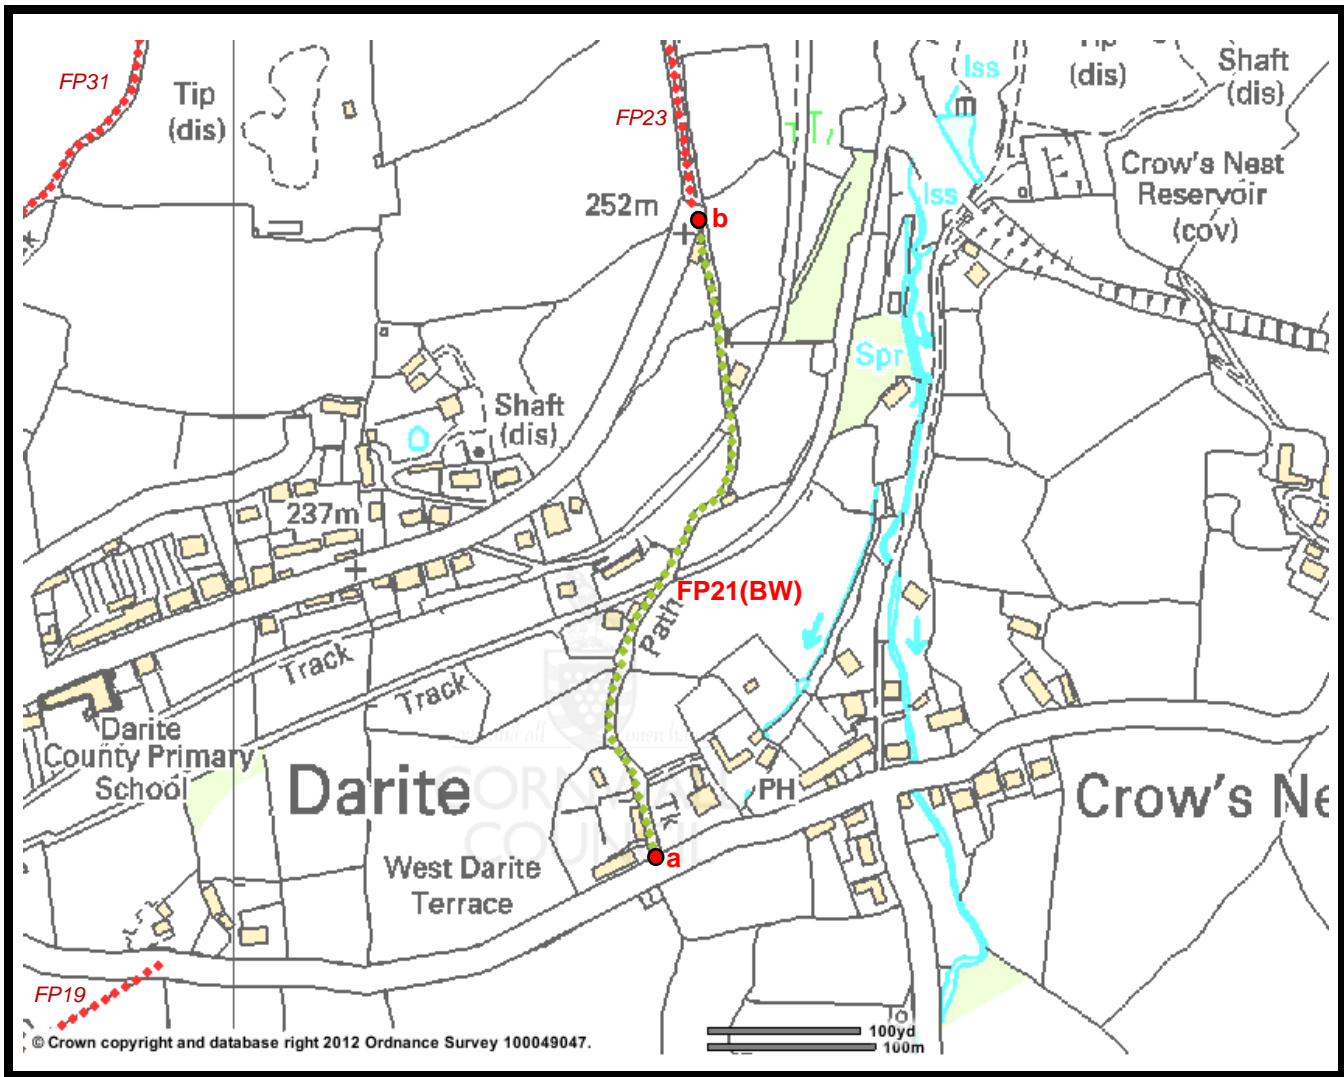 FP31
Tip
(dis)
FP23
Iss
(dis)
Shaft
(dis)
Crow's Nest
Reservoir
(cov)
252m
b
Iss
Spr
Shaft
(dis)
237m
FP21(BW)
Path
Track
Track
Darite
County Primary
School
Darite
CORNWALL
COUNCIL
Tk
PH
Crow's Ne
a
West Darite
Terrace
FP19
100yd
100m
© Crown copyright and database right 2012 Ordnance Survey 100049047.